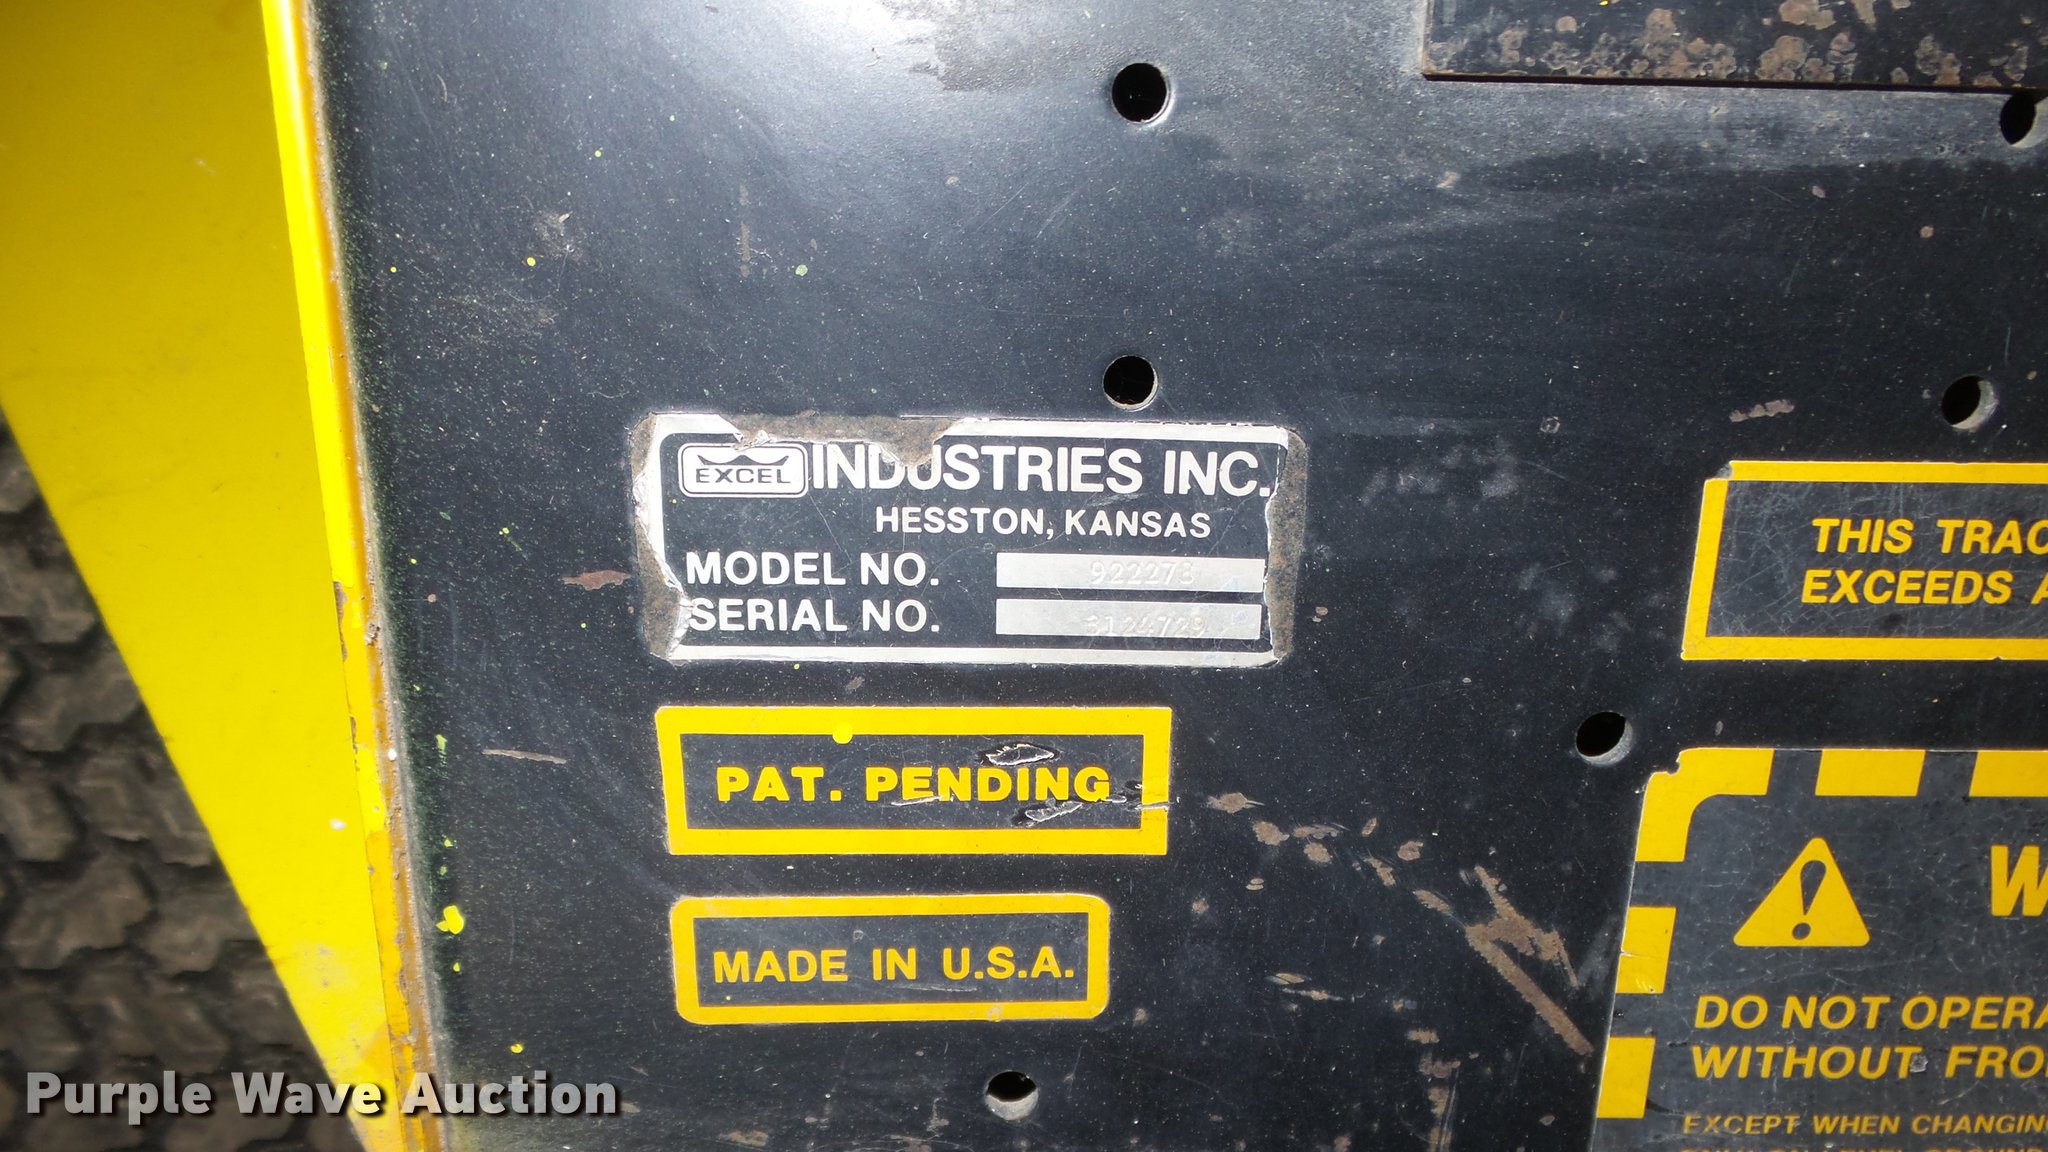 EXCEL INDUSTRIES INC.
HESSTON, KANSAS
MODEL NO. 922273
SERIAL NO.
PAT. PENDING
MADE IN U.S.A.
THIS TRAC
EXCEEDS A
W
DO NOT OPERA
WITHOUT FRO
EXCEPT WHEN CHANGING
Purple Wave Auction